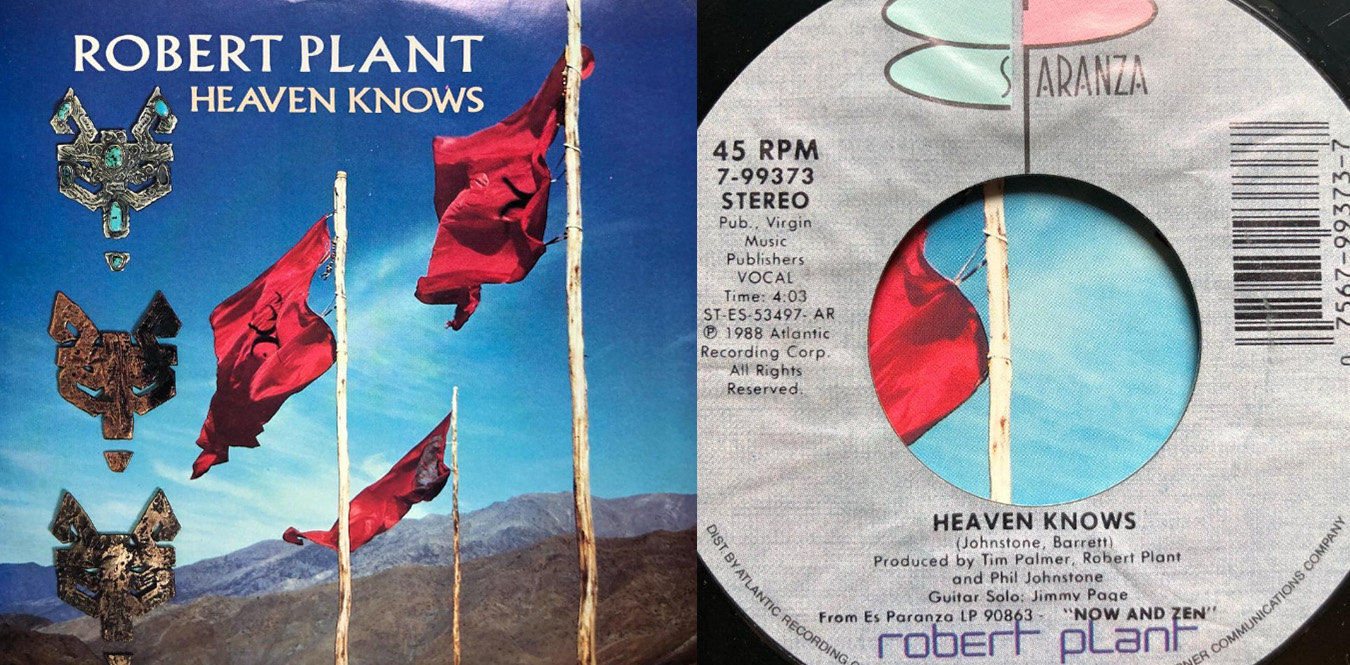 ROBERT PLANT
HEAVEN KNOWS
ARANZA
45 RPM
7-99373
STEREO
Pub., Virgin
Music
Publishers
VOCAL
Time: 4:03
ST-ES-53497- AR
℗ 1988 Atlantic
Recording Corp.
All Rights
Reserved.
7567-99373-7
HEAVEN KNOWS
(Johnstone, Barrett)
Produced by Tim Palmer, Robert Plant
and Phil Johnstone
Guitar Solo: Jimmy Page
From Es Paranza LP 90863 - "NOW AND ZEN"
robert plant
DIST BY ATLANTIC RECORDING
COMMUNICATIONS COMPANY